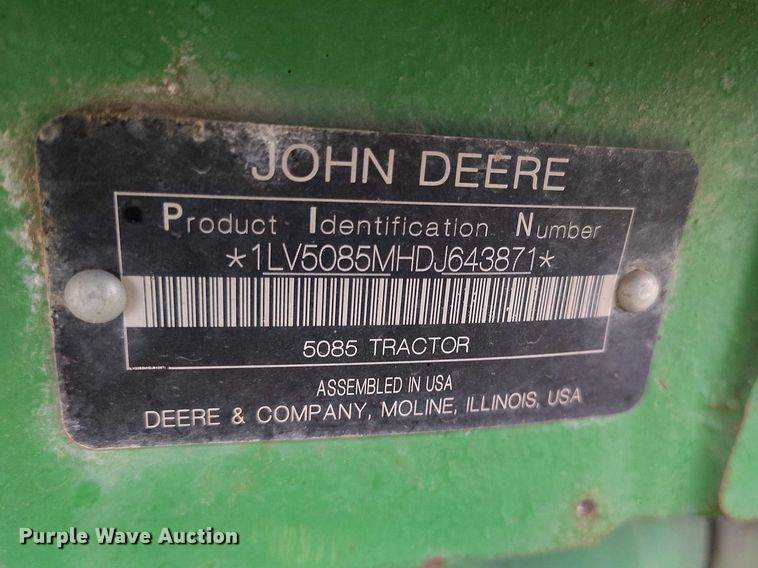 JOHN DEERE
Product Identification Number
*1LV5085MHDJ643871*
5085 TRACTOR
ASSEMBLED IN USA
DEERE & COMPANY, MOLINE, ILLINOIS, USA
Purple Wave Auction